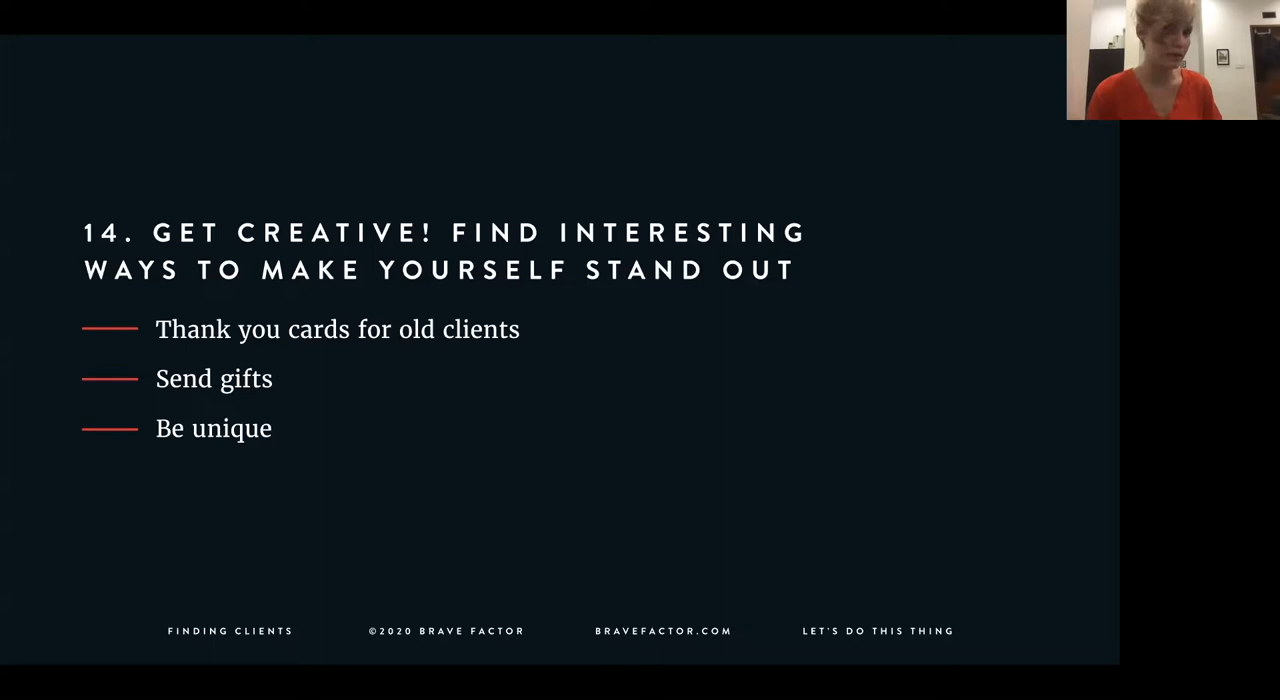 14. GET CREATIVE! FIND INTERESTING
WAYS TO MAKE YOURSELF STAND OUT
Thank you cards for old clients
Send gifts
Be unique
FINDING CLIENTS ©2020 BRAVE FACTOR BRAVEFACTOR.COM LET'S DO THIS THING